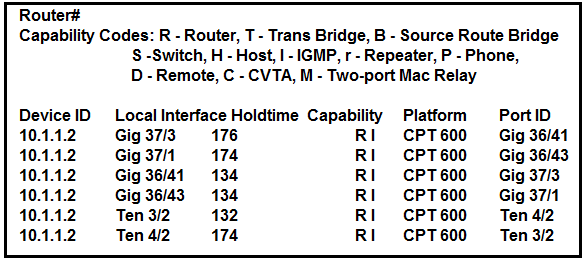 Router#
Capability Codes: R - Router, T - Trans Bridge, B - Source Route Bridge
S -Switch, H - Host, I - IGMP, r - Repeater, P - Phone,
D - Remote, C - CVTA, M - Two-port Mac Relay
Device ID Local Interface Holdtime Capability Platform Port ID
10.1.1.2 Gig 37/3 176 R I CPT 600 Gig 36/41
10.1.1.2 Gig 37/1 174 R I CPT 600 Gig 36/43
10.1.1.2 Gig 36/41 134 R I CPT 600 Gig 37/3
10.1.1.2 Gig 36/43 134 R I CPT 600 Gig 37/1
10.1.1.2 Ten 3/2 132 R I CPT 600 Ten 4/2
10.1.1.2 Ten 4/2 174 R I CPT 600 Ten 3/2